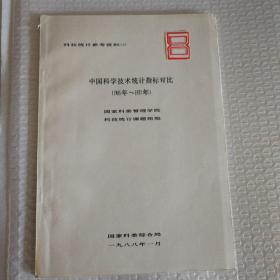 科技统计参考资料(二)
中国科学技术统计指标对比
(1985年～1987年)
国家科委管理学院
科技统计课题组
国家科委综合局
一九八八年一月